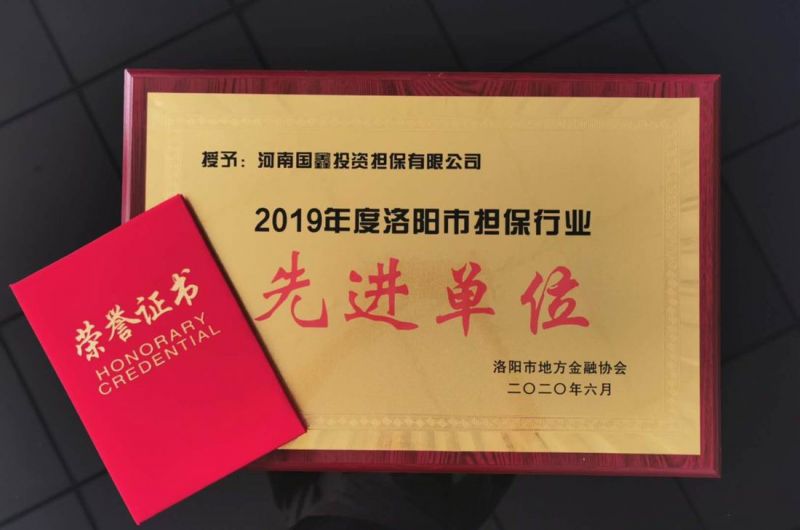 授予：河南国鑫投资担保有限公司
2019年度洛阳市担保行业
先进单位
洛阳市地方金融协会
二〇二〇年六月
荣誉证书
HONORARY
CREDENTIAL